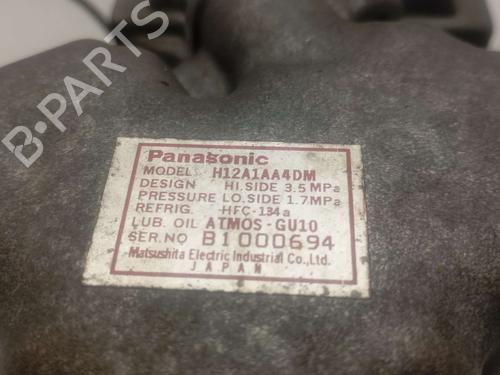 B-PARTS
Panasonic
MODEL H12A1AA4DM
DESIGN HI.SIDE 3.5 MPa
PRESSURE LO.SIDE 1.7 MPa
REFRIG. HFC-134a
LUB. OIL ATMOS-GU10
SER.NO B1000694
Matsushita Electric Industrial Co.,Ltd.
JAPAN